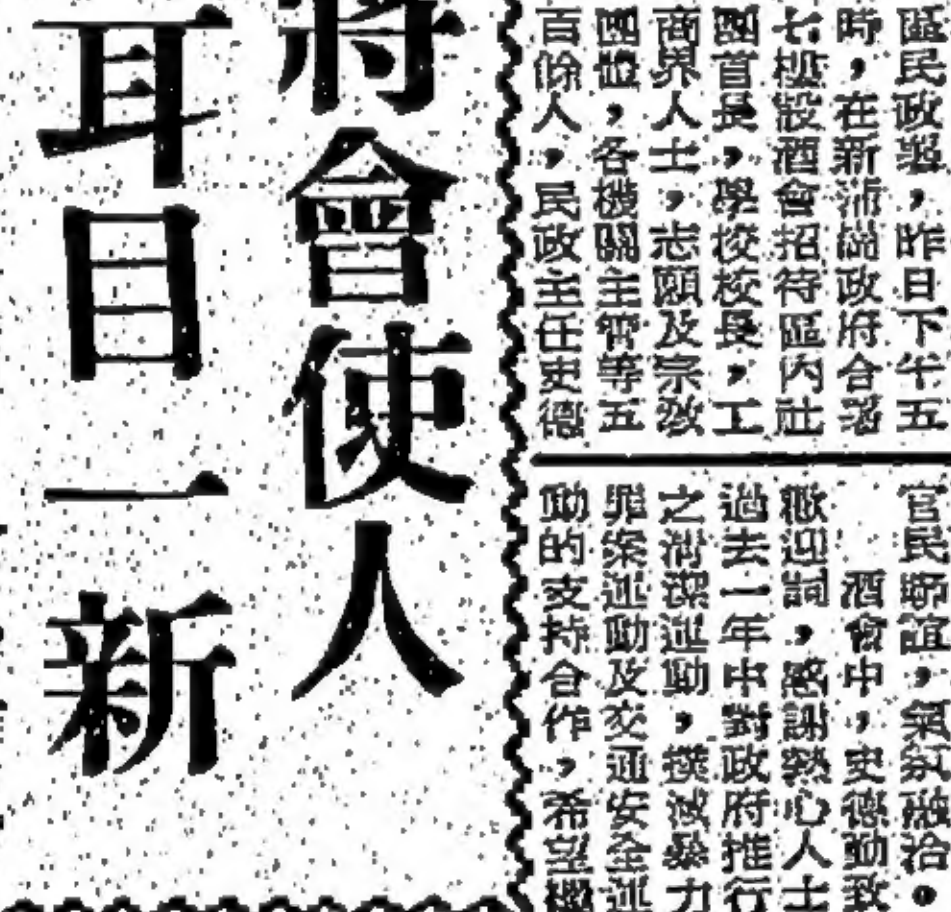 區民政署，昨日下午五
時，在新蒲崗政府合署
七樓設酒會招待區內社
團首長，學校校長，工
商界人士，志願及宗教
團體，各機關主管等五
百餘人，民政主任史德
官民聯誼，氣氛融洽。
酒會中，史德勤致
歡迎詞，感謝熱心人士
過去一年中對政府推行
之清潔運動，撲滅暴力
罪案運動及交通安全運
動的支持合作，希望繼
將會使人
耳目一新